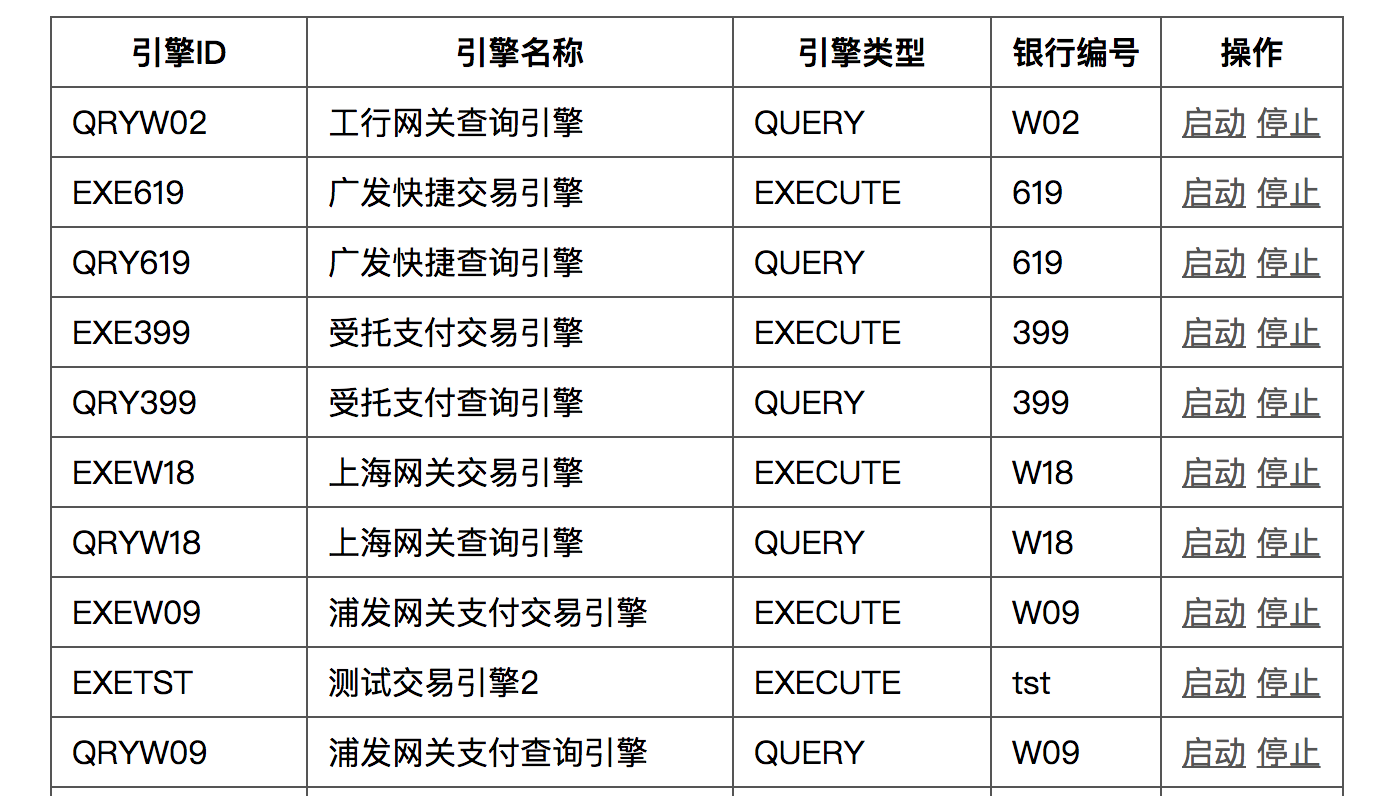 引擎ID 引擎名称 引擎类型 银行编号 操作
QRYW02 工行网关查询引擎 QUERY W02 启动 停止
EXE619 广发快捷交易引擎 EXECUTE 619 启动 停止
QRY619 广发快捷查询引擎 QUERY 619 启动 停止
EXE399 受托支付交易引擎 EXECUTE 399 启动 停止
QRY399 受托支付查询引擎 QUERY 399 启动 停止
EXEW18 上海网关交易引擎 EXECUTE W18 启动 停止
QRYW18 上海网关查询引擎 QUERY W18 启动 停止
EXEW09 浦发网关支付交易引擎 EXECUTE W09 启动 停止
EXETST 测试交易引擎2 EXECUTE tst 启动 停止
QRYW09 浦发网关支付查询引擎 QUERY W09 启动 停止